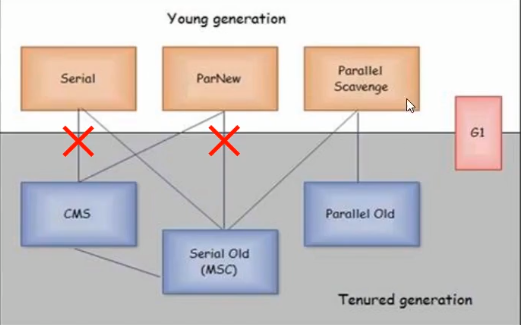 Young generation
Serial
ParNew
Parallel
Scavenge
G1
CMS
Serial Old
(MSC)
Parallel Old
Tenured generation